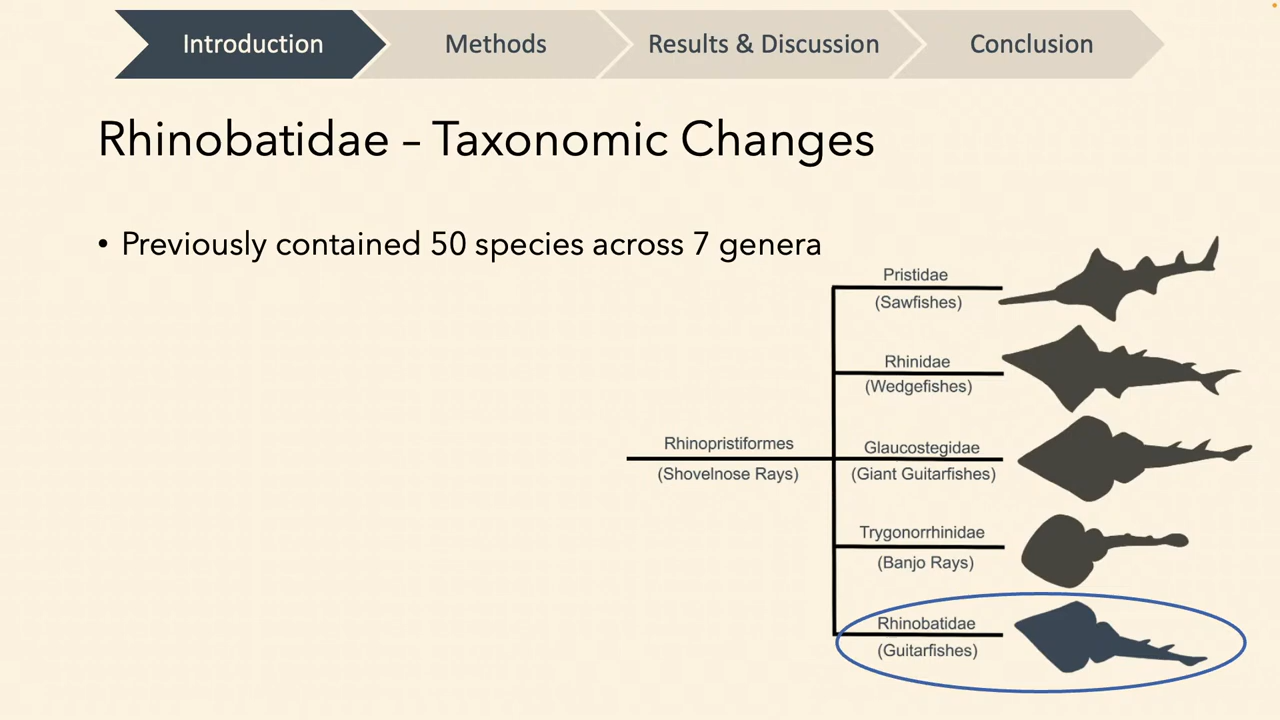 Introduction
Methods
Results & Discussion
Conclusion
Rhinobatidae – Taxonomic Changes
• Previously contained 50 species across 7 genera
Pristidae
(Sawfishes)
Rhinidae
(Wedgefishes)
Rhinopristiformes
(Shovelnose Rays)
Glaucostegidae
(Giant Guitarfishes)
Trygonorrhinidae
(Banjo Rays)
Rhinobatidae
(Guitarfishes)